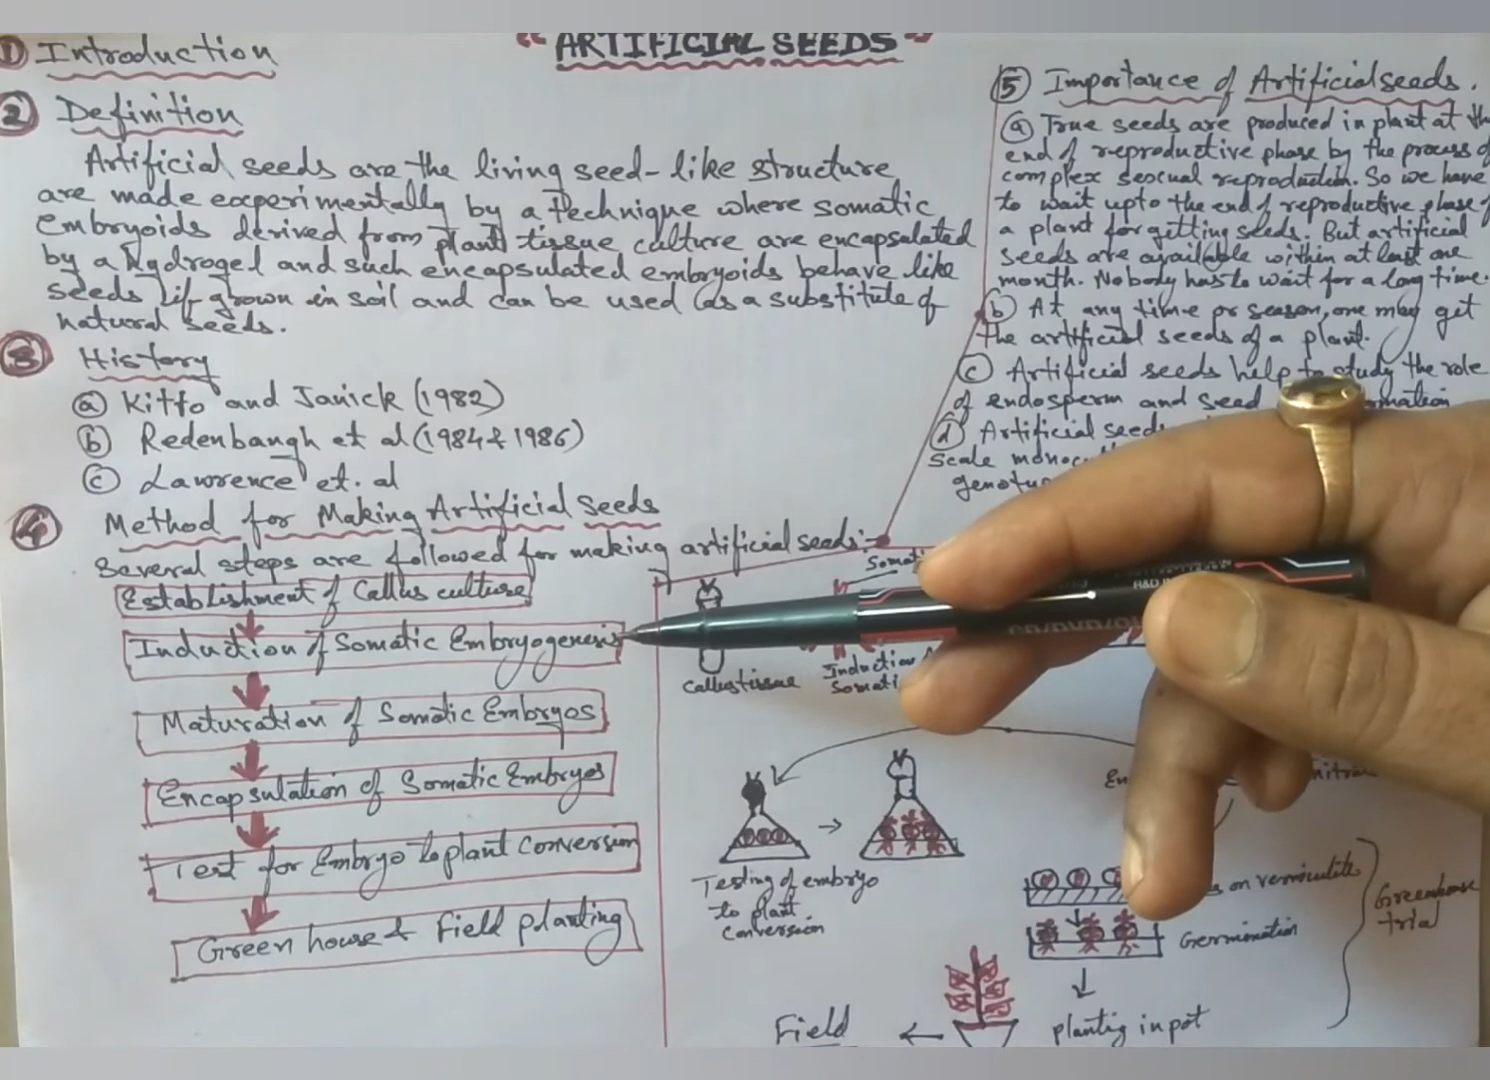 " ARTIFICIAL SEEDS "
① Introduction
② Definition
Artificial seeds are the living seed-like structure
are made experimentally by a technique where somatic
embryoids derived from plant tissue culture are encapsulated
by a hydrogel and such encapsulated embryoids behave like
seeds if grown in soil and can be used as a substitute of
natural seeds.
③ History
ⓐ Kitto and Janick (1982)
ⓑ Redenbaugh et al (1984 & 1986)
ⓒ Lawrence et. al
④ Method for Making Artificial Seeds
Several steps are followed for making artificial seeds:-
Establishment of Callus culture
Induction of Somatic Embryogenesis
Maturation of Somatic Embryos
Encapsulation of Somatic Embryos
Test for Embryo to plant conversion
Green house & Field planting
⑤ Importance of Artificial seeds.
ⓐ True seeds are produced in plant at the
end of reproductive phase by the process of
complex sexual reproduction. So we have
to wait upto the end of reproductive phase of
a plant for getting seeds. But artificial
seeds are available within at least one
month. Nobody has to wait for a long time.
ⓑ At any time or season, one may get
the artificial seeds of a plant.
ⓒ Artificial seeds help to study the role
of endosperm and seed
ⓓ Artificial seeds
scale
Callus tissue
Induction
Testing of embryo
to plant
conversion
on vermiculite
Germination
Greenhouse
trial
planting in pot
Field